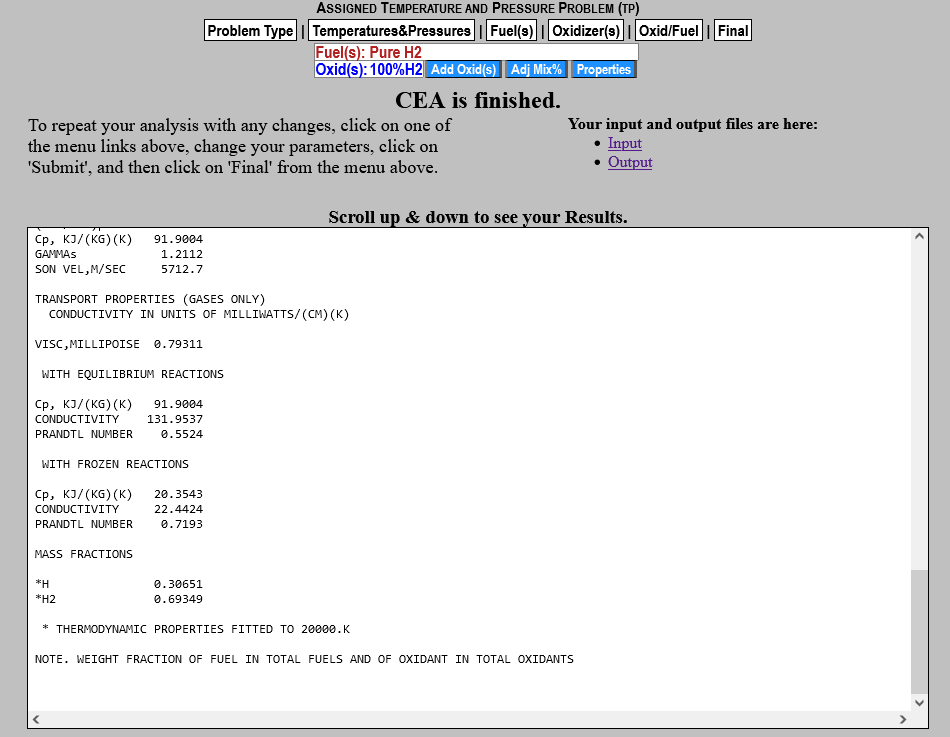 ASSIGNED TEMPERATURE AND PRESSURE PROBLEM (TP)
Problem Type | Temperatures&Pressures | Fuel(s) | Oxidizer(s) | Oxid/Fuel | Final
Fuel(s): Pure H2
Oxid(s): 100%H2 Add Oxid(s) Adj Mix% Properties
CEA is finished.
To repeat your analysis with any changes, click on one of
the menu links above, change your parameters, click on
'Submit', and then click on 'Final' from the menu above.
Your input and output files are here:
• Input
• Output
Scroll up & down to see your Results.
Cp, KJ/(KG)(K) 91.9004
GAMMAs 1.2112
SON VEL,M/SEC 5712.7
TRANSPORT PROPERTIES (GASES ONLY)
CONDUCTIVITY IN UNITS OF MILLIWATTS/(CM)(K)
VISC,MILLIPOISE 0.79311
WITH EQUILIBRIUM REACTIONS
Cp, KJ/(KG)(K) 91.9004
CONDUCTIVITY 131.9537
PRANDTL NUMBER 0.5524
WITH FROZEN REACTIONS
Cp, KJ/(KG)(K) 20.3543
CONDUCTIVITY 22.4424
PRANDTL NUMBER 0.7193
MASS FRACTIONS
*H 0.30651
*H2 0.69349
* THERMODYNAMIC PROPERTIES FITTED TO 20000.K
NOTE. WEIGHT FRACTION OF FUEL IN TOTAL FUELS AND OF OXIDANT IN TOTAL OXIDANTS